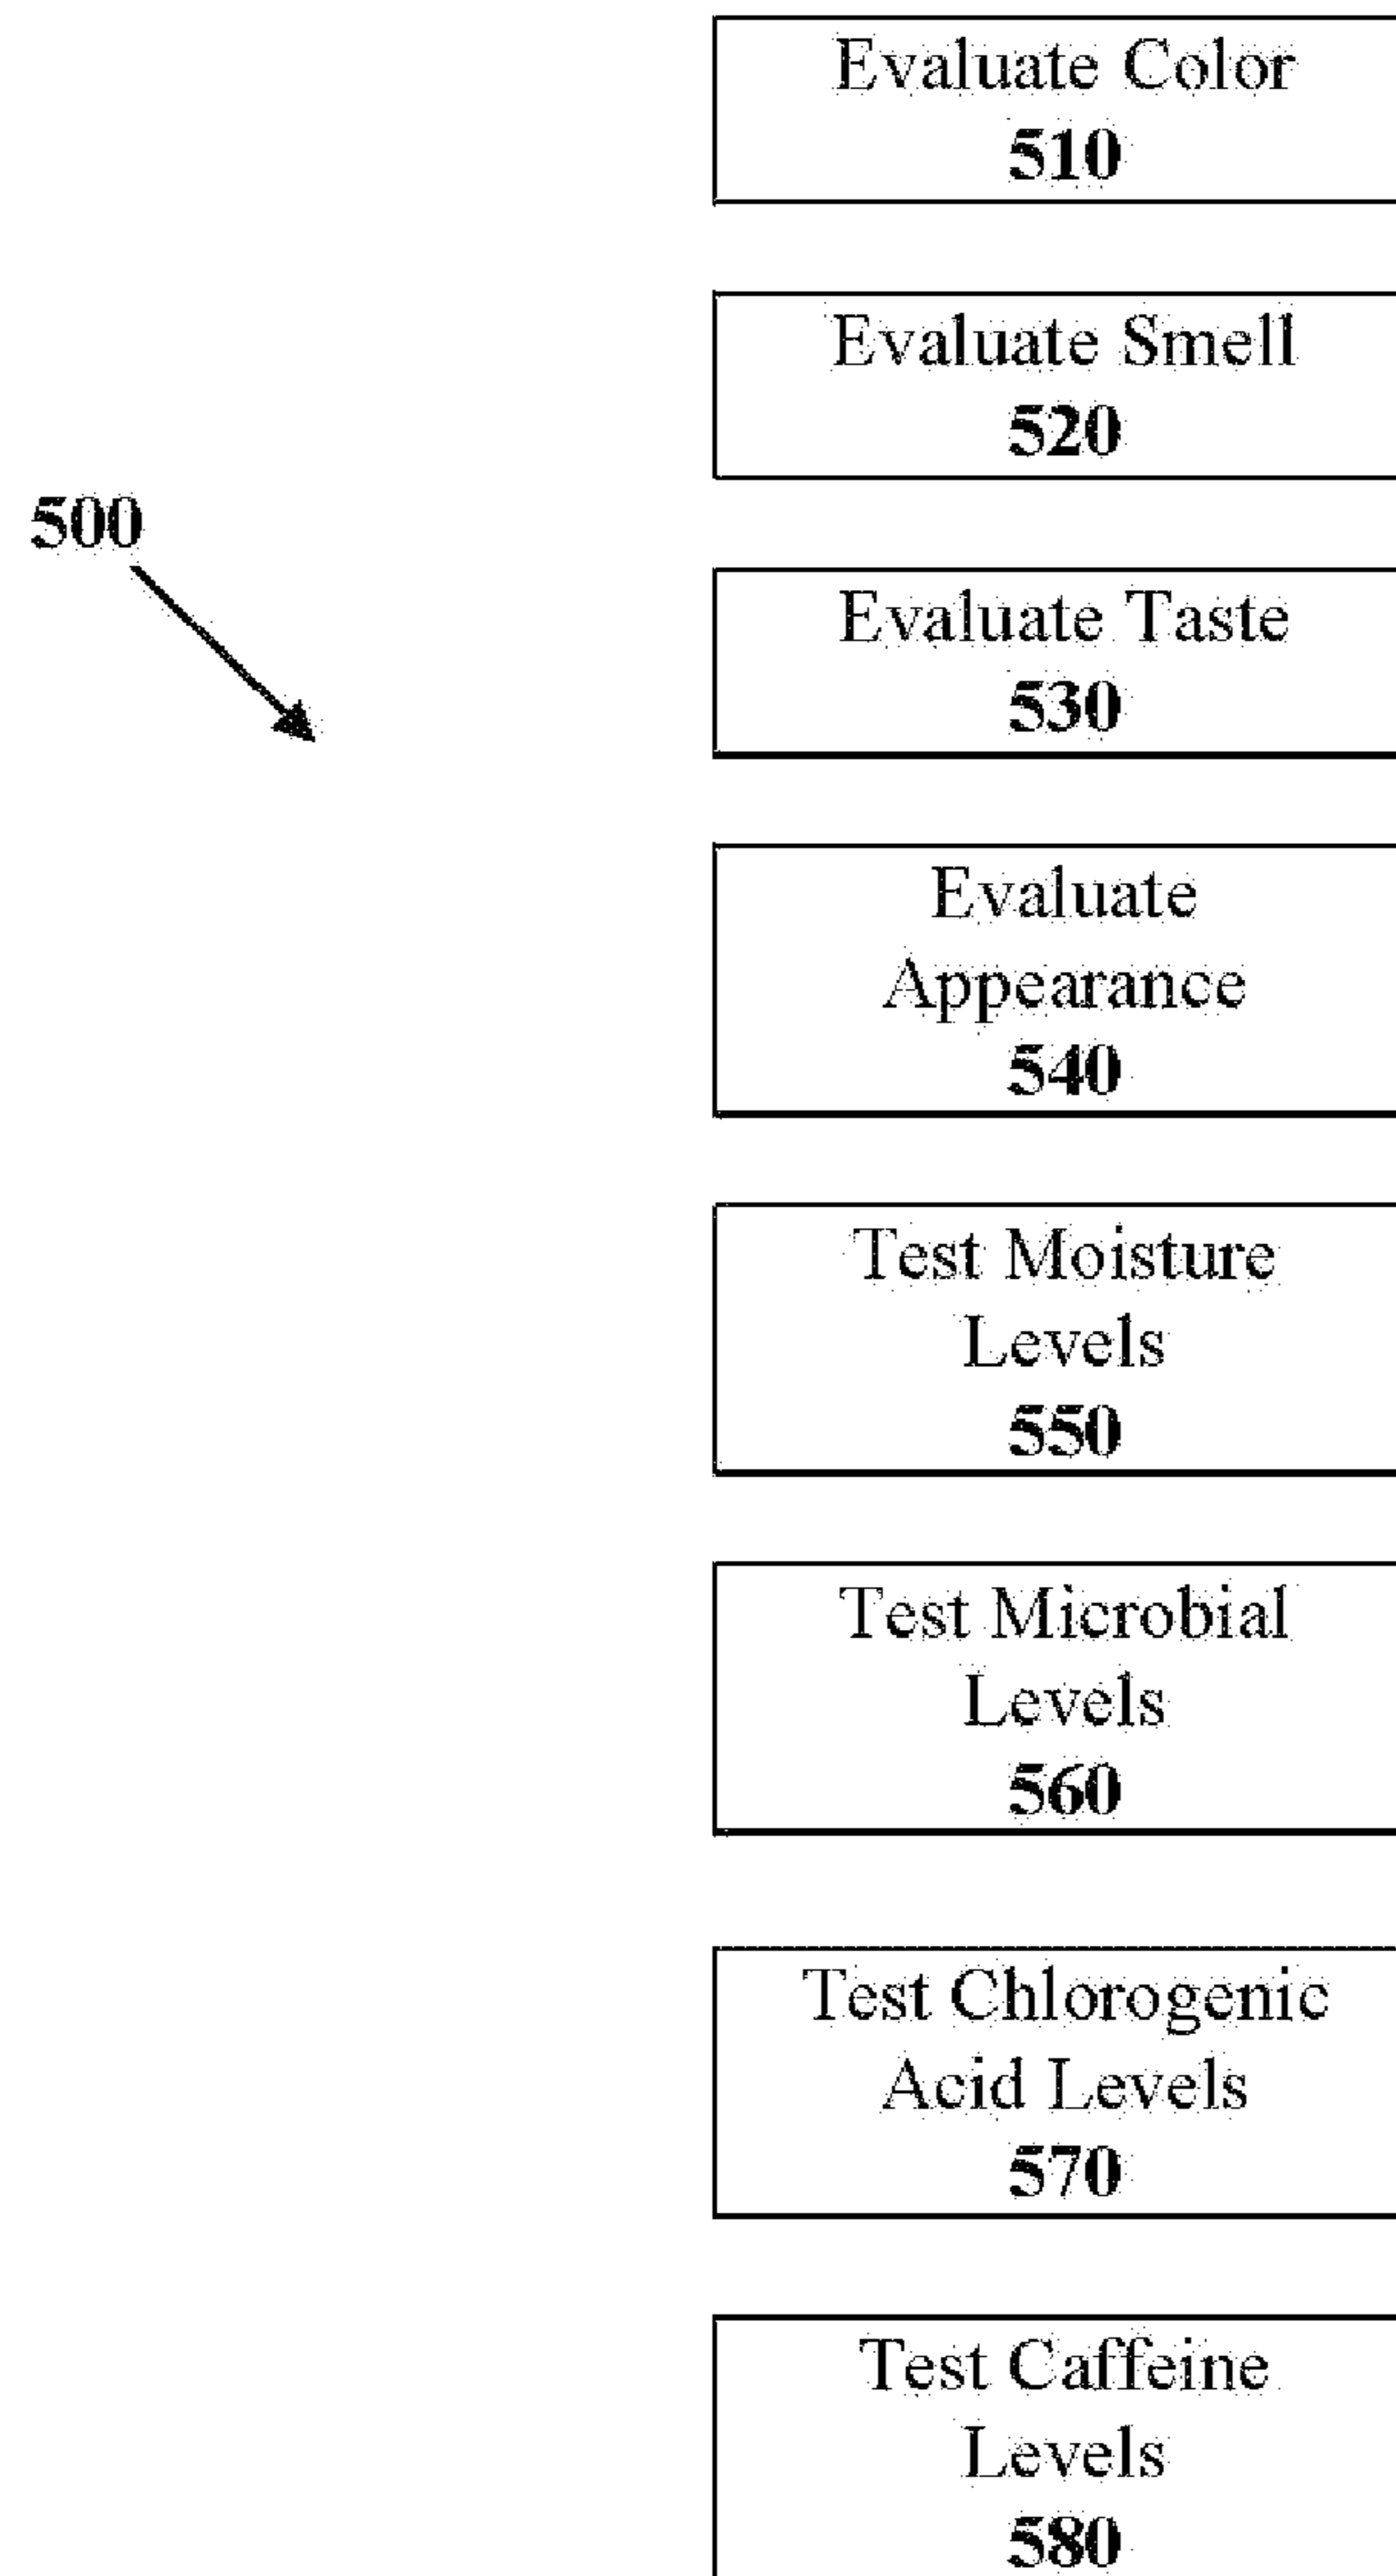 Evaluate Color
510
Evaluate Smell
520
500
Evaluate Taste
530
Evaluate
Appearance
540
Test Moisture
Levels
550
Test Microbial
Levels
560
Test Chlorogenic
Acid Levels
570
Test Caffeine
Levels
580